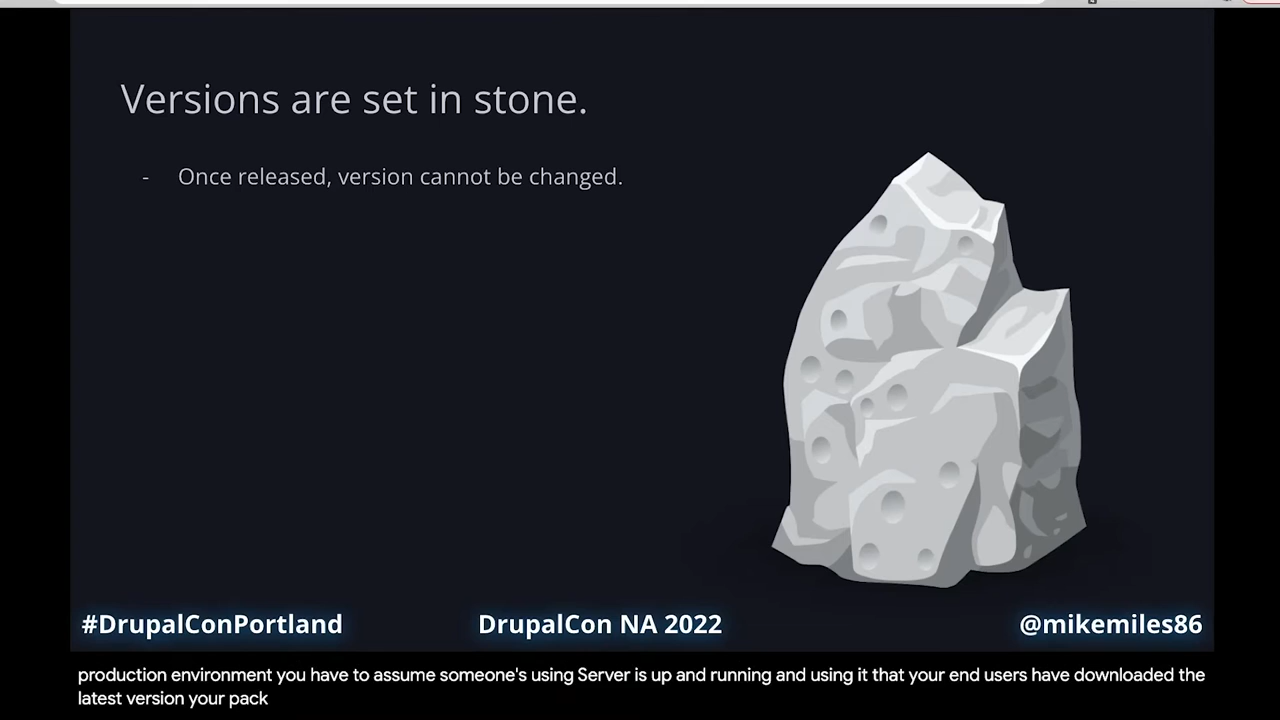 Versions are set in stone.
- Once released, version cannot be changed.
#DrupalConPortland DrupalCon NA 2022 @mikemiles86
production environment you have to assume someone's using Server is up and running and using it that your end users have downloaded the
latest version your pack